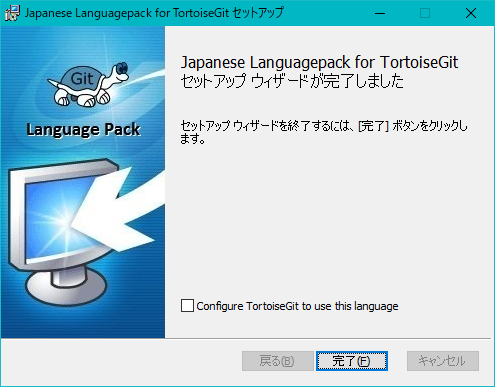 Japanese Languagepack for TortoiseGit セットアップ
Git
Language Pack
Japanese Languagepack for TortoiseGit
セットアップ ウィザードが完了しました
セットアップ ウィザードを終了するには、[完了] ボタンをクリックし
ます。
Configure TortoiseGit to use this language
戻る(B)
完了(F)
キャンセル